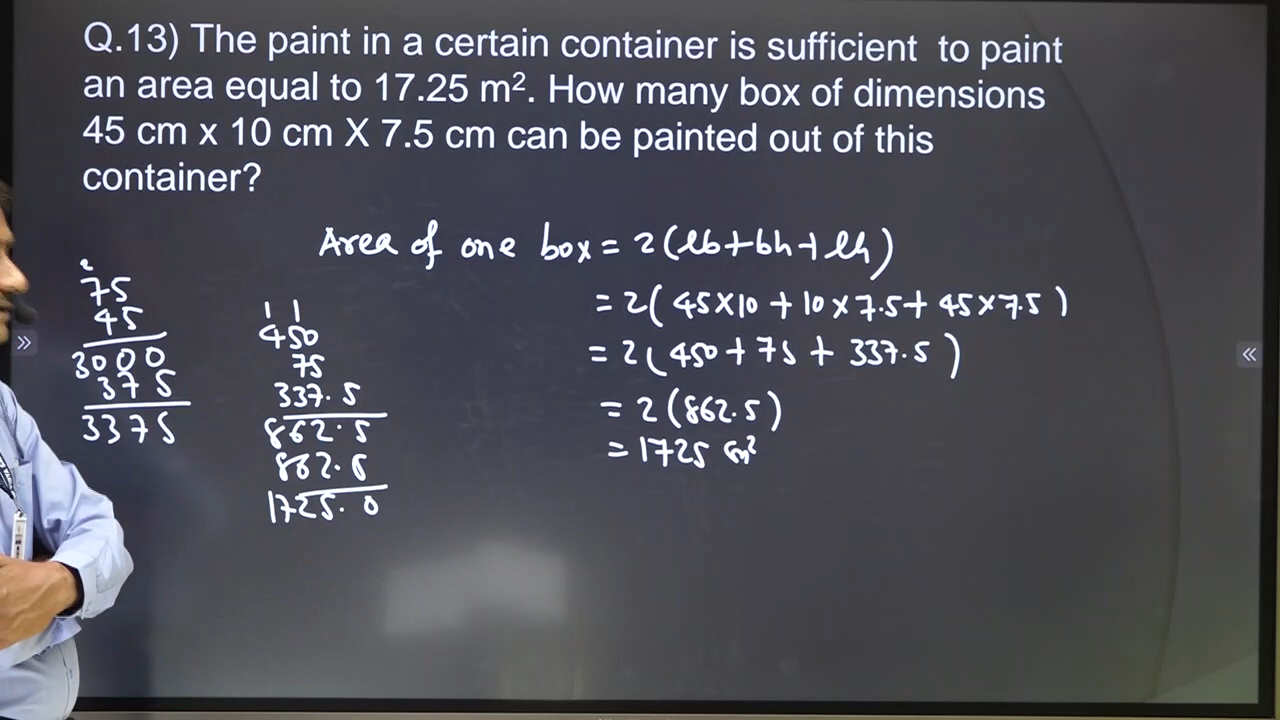 Q.13) The paint in a certain container is sufficient to paint
an area equal to 17.25 m². How many box of dimensions
45 cm x 10 cm X 7.5 cm can be painted out of this
container?
Area of one box = 2(lb+bh+lh)
= 2(45×10 + 10×7.5 + 45×7.5)
= 2(450 + 75 + 337.5)
= 2(862.5)
= 1725 cm²
2
75
45
3000
375
3375
1 1
450
75
337.5
862.5
862.5
1725.0